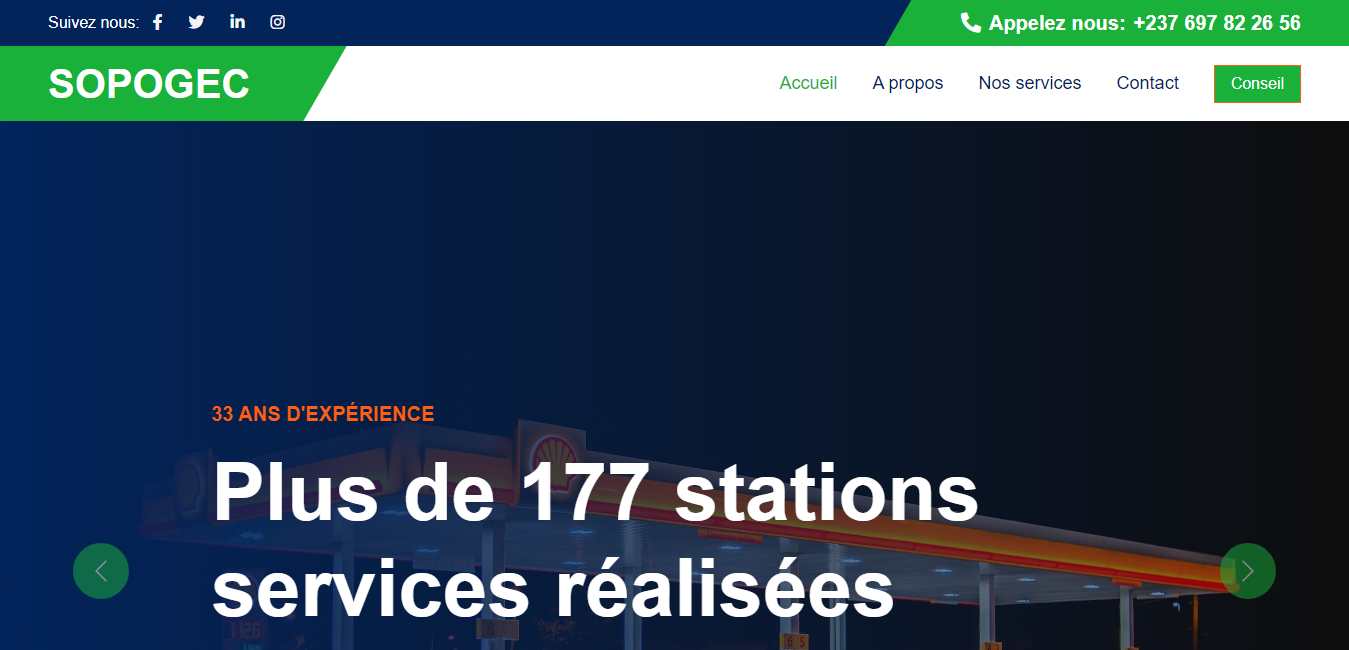 Suivez nous:
Appelez nous: +237 697 82 26 56
SOPOGEC
Accueil A propos Nos services Contact Conseil
33 ANS D'EXPÉRIENCE
Plus de 177 stations
services réalisées